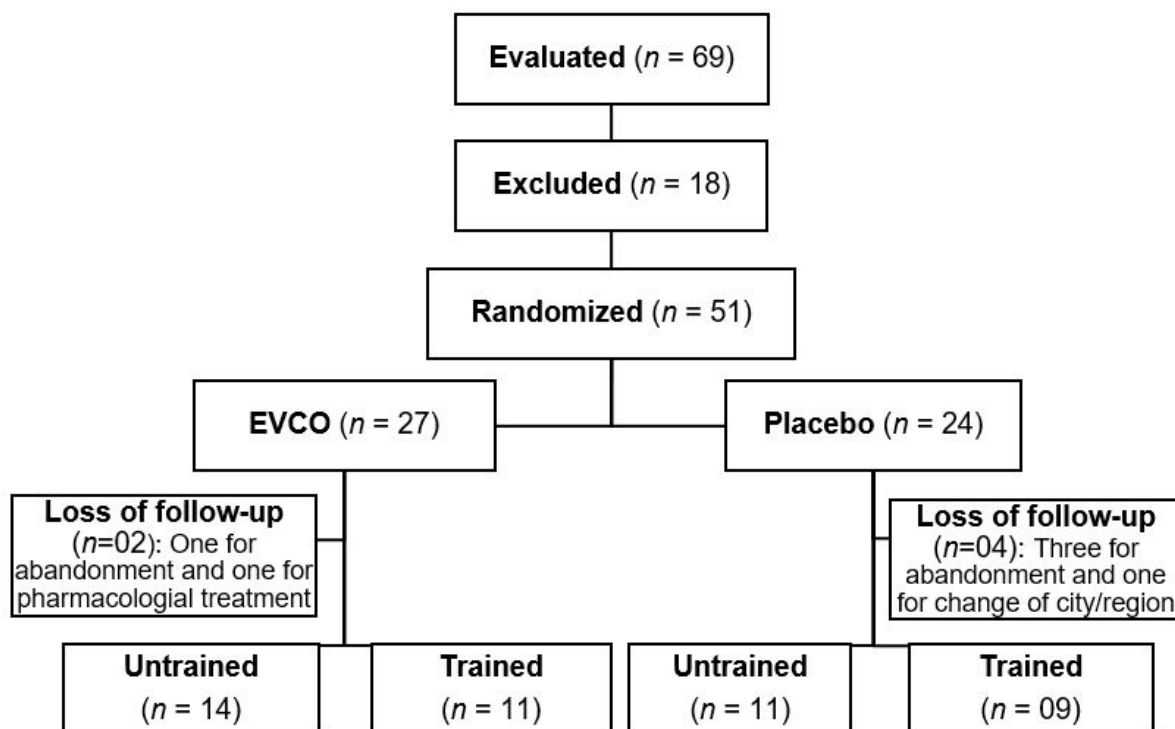 Evaluated (n = 69)
Excluded (n = 18)
Randomized (n = 51)
EVCO (n = 27)
Placebo (n = 24)
Loss of follow-up
(n=02): One for
abandonment and one for
pharmacologial treatment
Loss of follow-up
(n=04): Three for
abandonment and one
for change of city/region
Untrained
(n = 14)
Trained
(n = 11)
Untrained
(n = 11)
Trained
(n = 09)